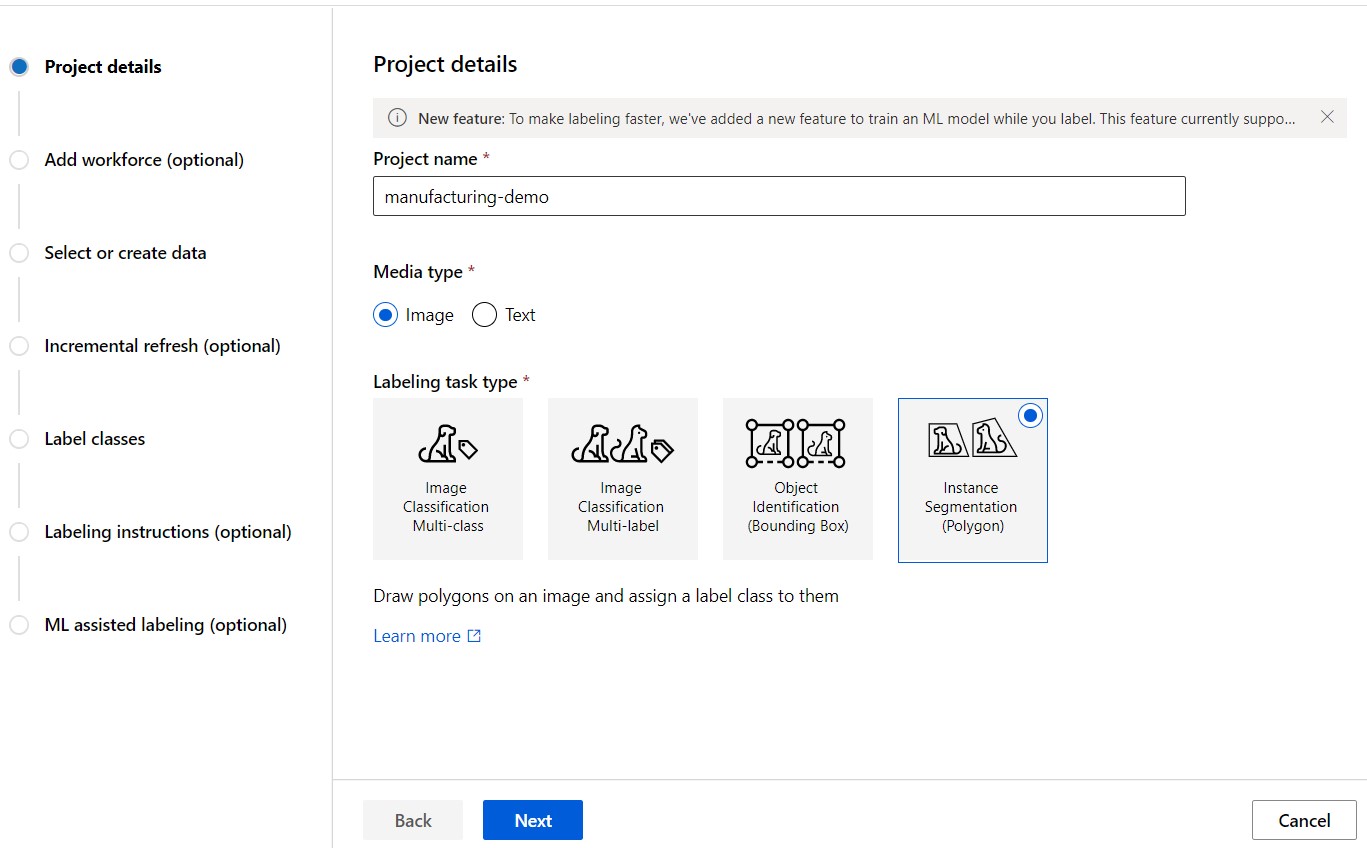 Project details
Add workforce (optional)
Select or create data
Incremental refresh (optional)
Label classes
Labeling instructions (optional)
ML assisted labeling (optional)
Project details
New feature: To make labeling faster, we've added a new feature to train an ML model while you label. This feature currently suppo...
Project name *
manufacturing-demo
Media type *
Image Text
Labeling task type *
Image
Classification
Multi-class
Image
Classification
Multi-label
Object
Identification
(Bounding Box)
Instance
Segmentation
(Polygon)
Draw polygons on an image and assign a label class to them
Learn more
Back Next Cancel